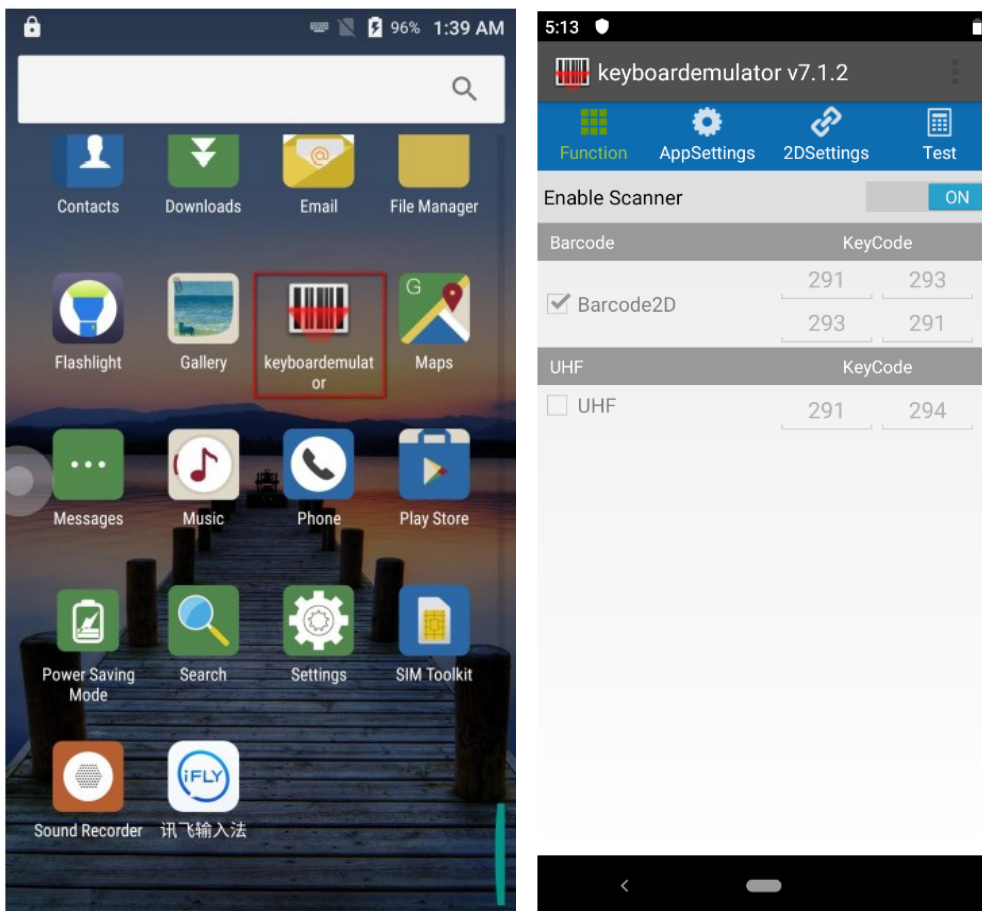 96% 1:39 AM
Contacts Downloads Email File Manager
G
Flashlight Gallery keyboardemulat Maps
or
Messages Music Phone Play Store
Power Saving Search Settings SIM Toolkit
Mode
iFLY
Sound Recorder 讯飞输入法
5:13
keyboardemulator v7.1.2
Function AppSettings 2DSettings Test
Enable Scanner ON
Barcode KeyCode
291 293
Barcode2D
293 291
UHF KeyCode
UHF 291 294